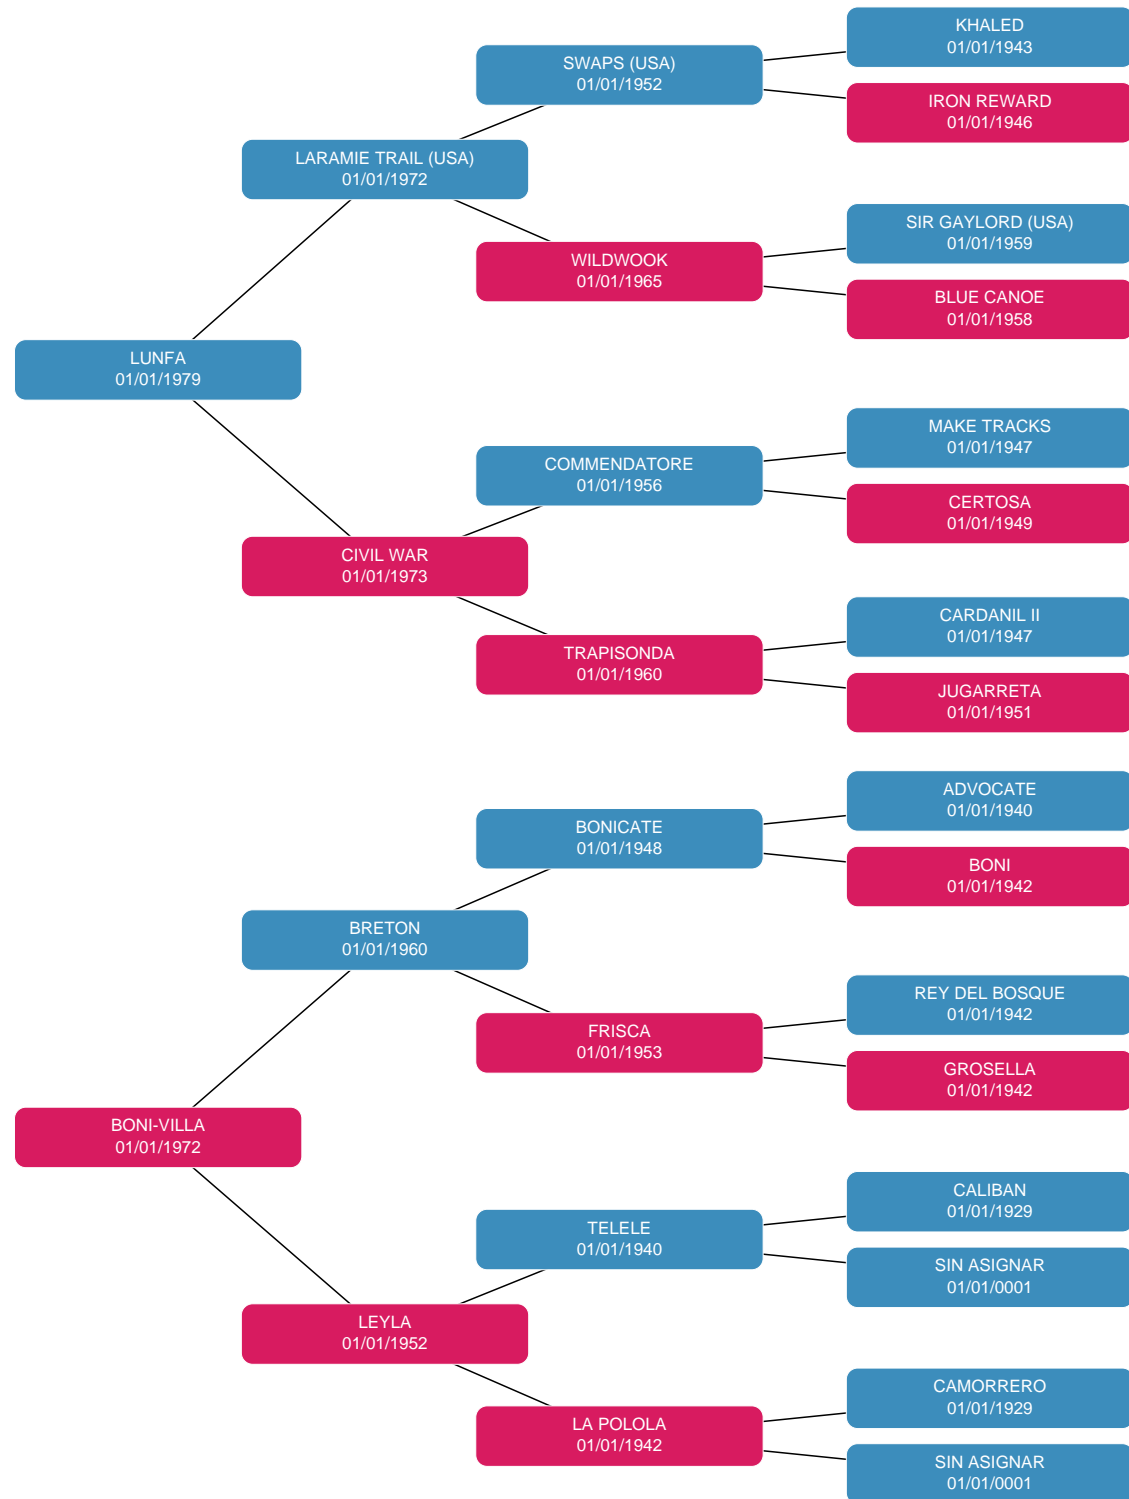 KHALED
01/01/1943
SWAPS (USA)
01/01/1952
IRON REWARD
01/01/1946
LARAMIE TRAIL (USA)
01/01/1972
SIR GAYLORD (USA)
01/01/1959
WILDWOOK
01/01/1965
BLUE CANOE
01/01/1958
LUNFA
01/01/1979
MAKE TRACKS
01/01/1947
COMMENDATORE
01/01/1956
CERTOSA
01/01/1949
CIVIL WAR
01/01/1973
CARDANIL II
01/01/1947
TRAPISONDA
01/01/1960
JUGARRETA
01/01/1951
ADVOCATE
01/01/1940
BONICATE
01/01/1948
BONI
01/01/1942
BRETON
01/01/1960
REY DEL BOSQUE
01/01/1942
FRISCA
01/01/1953
GROSELLA
01/01/1942
BONI-VILLA
01/01/1972
CALIBAN
01/01/1929
TELELE
01/01/1940
SIN ASIGNAR
01/01/0001
LEYLA
01/01/1952
CAMORRERO
01/01/1929
LA POLOLA
01/01/1942
SIN ASIGNAR
01/01/0001